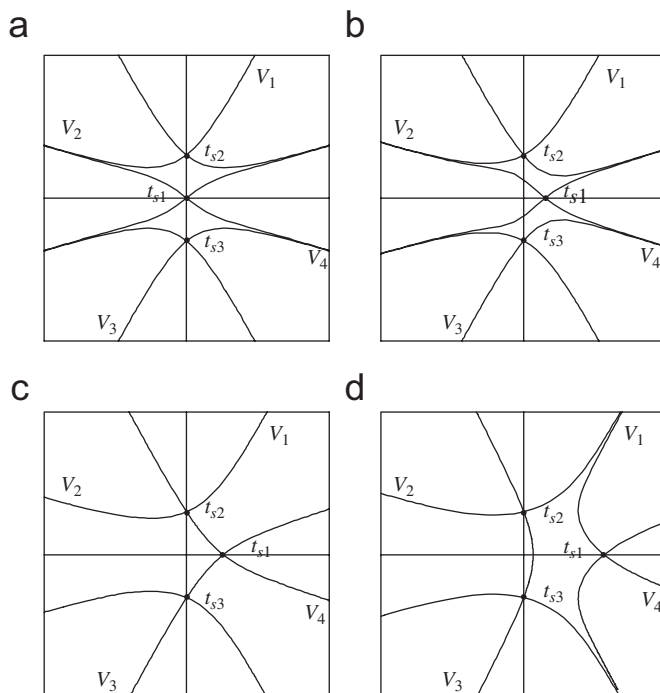 a b
V1 V1
V2 V2
ts2 ts2
ts1 ts1
ts3 ts3
V4 V4
V3 V3
c d
V1 V1
V2 V2
ts2 ts2
ts1 ts1
ts3 ts3
V4 V4
V3 V3